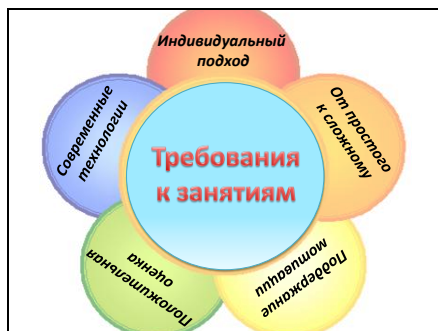 Индивидуальный
подход
От простого
к сложному
Поддержание
мотивации
Положительная
оценка
Современные
технологии
Требования
к занятиям